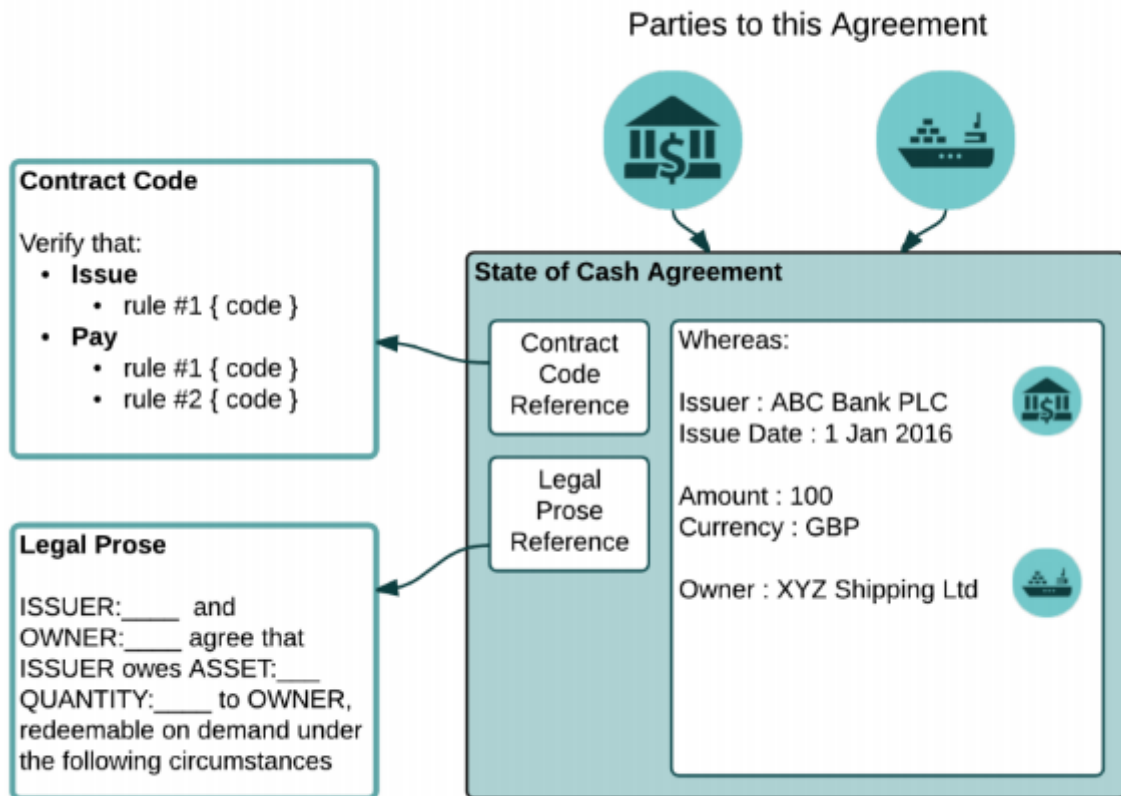 Parties to this Agreement
Contract Code
Verify that:
• Issue
• rule #1 { code }
• Pay
• rule #1 { code }
• rule #2 { code }
Legal Prose
ISSUER:____ and
OWNER:____ agree that
ISSUER owes ASSET:___
QUANTITY:____ to OWNER,
redeemable on demand under
the following circumstances
State of Cash Agreement
Contract
Code
Reference
Legal
Prose
Reference
Whereas:
Issuer : ABC Bank PLC
Issue Date : 1 Jan 2016
Amount : 100
Currency : GBP
Owner : XYZ Shipping Ltd